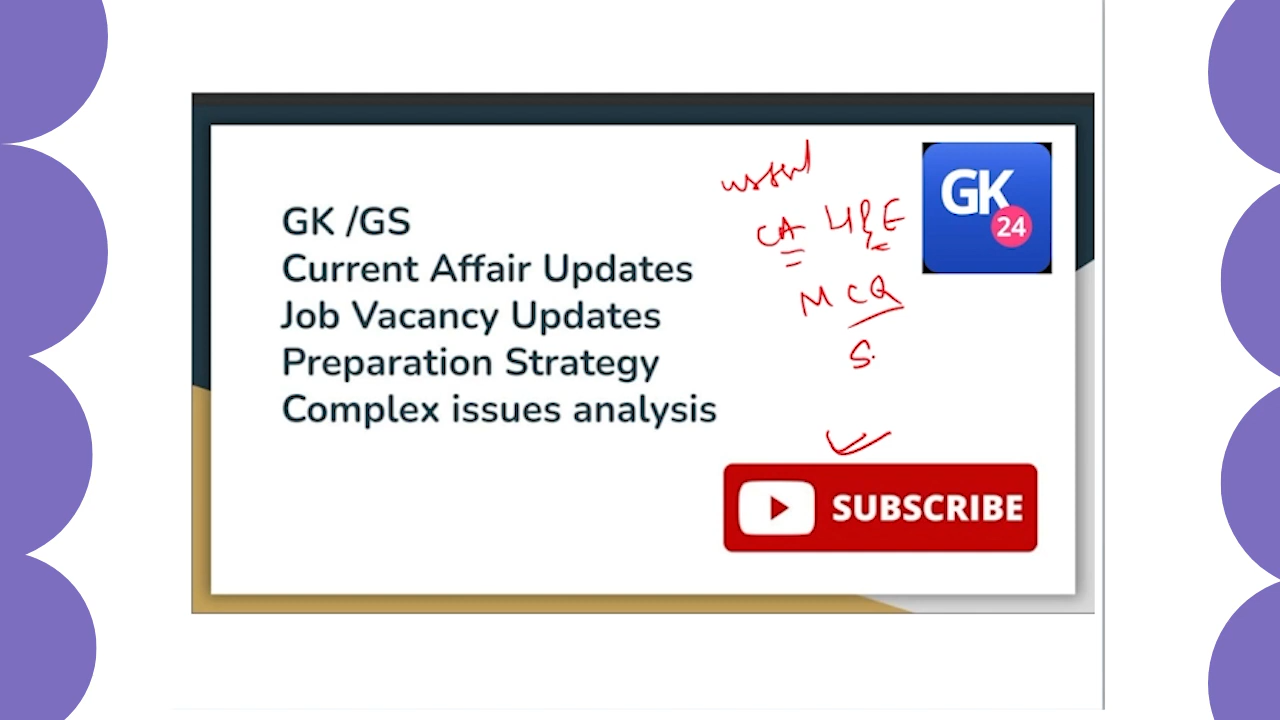 GK /GS
Current Affair Updates
Job Vacancy Updates
Preparation Strategy
Complex issues analysis
CA
MCQ
S.
GK
24
SUBSCRIBE